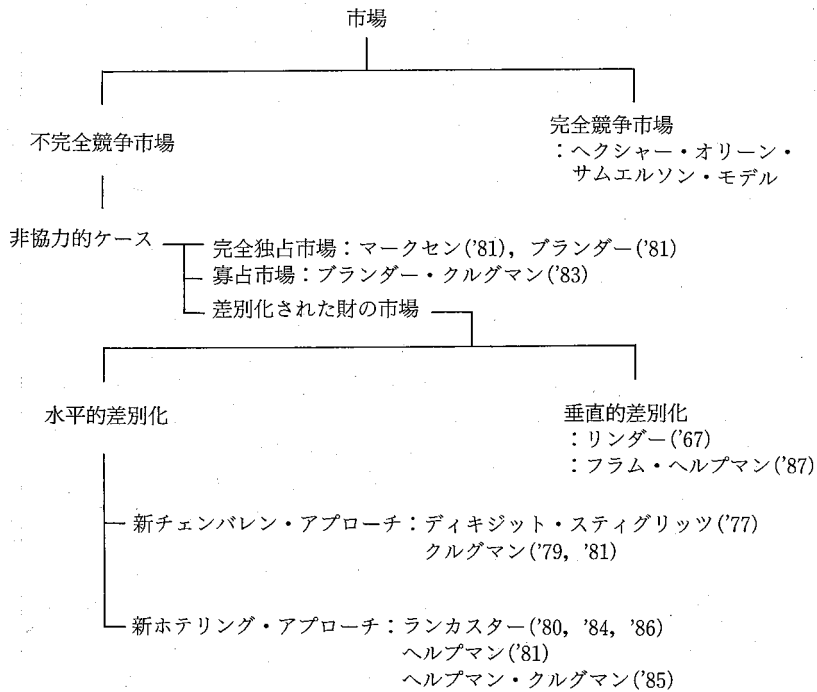 市場
不完全競争市場
完全競争市場
：ヘクシャー・オリーン・
サムエルソン・モデル
非協力的ケース
完全独占市場：マークセン('81)，ブランダー('81)
寡占市場：ブランダー・クルグマン('83)
差別化された財の市場
水平的差別化
垂直的差別化
：リンダー('67)
：フラム・ヘルプマン('87)
新チェンバレン・アプローチ：ディキジット・スティグリッツ('77)
クルグマン('79, '81)
新ホテリング・アプローチ：ランカスター('80, '84, '86)
ヘルプマン('81)
ヘルプマン・クルグマン('85)